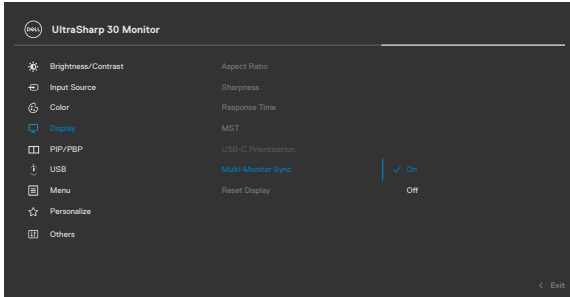 DELL UltraSharp 30 Monitor
Brightness/Contrast
Input Source
Color
Display
PIP/PBP
USB
Menu
Personalize
Others
Aspect Ratio
Sharpness
Response Time
MST
USB-C Prioritization
Multi-Monitor Sync
Reset Display
On
Off
Exit